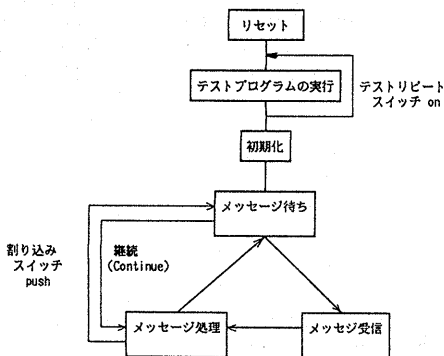 リセット
テストプログラムの実行
テストリピート
スイッチ on
初期化
メッセージ待ち
割り込み
スイッチ
push
継続
(Continue)
メッセージ処理
メッセジ受信